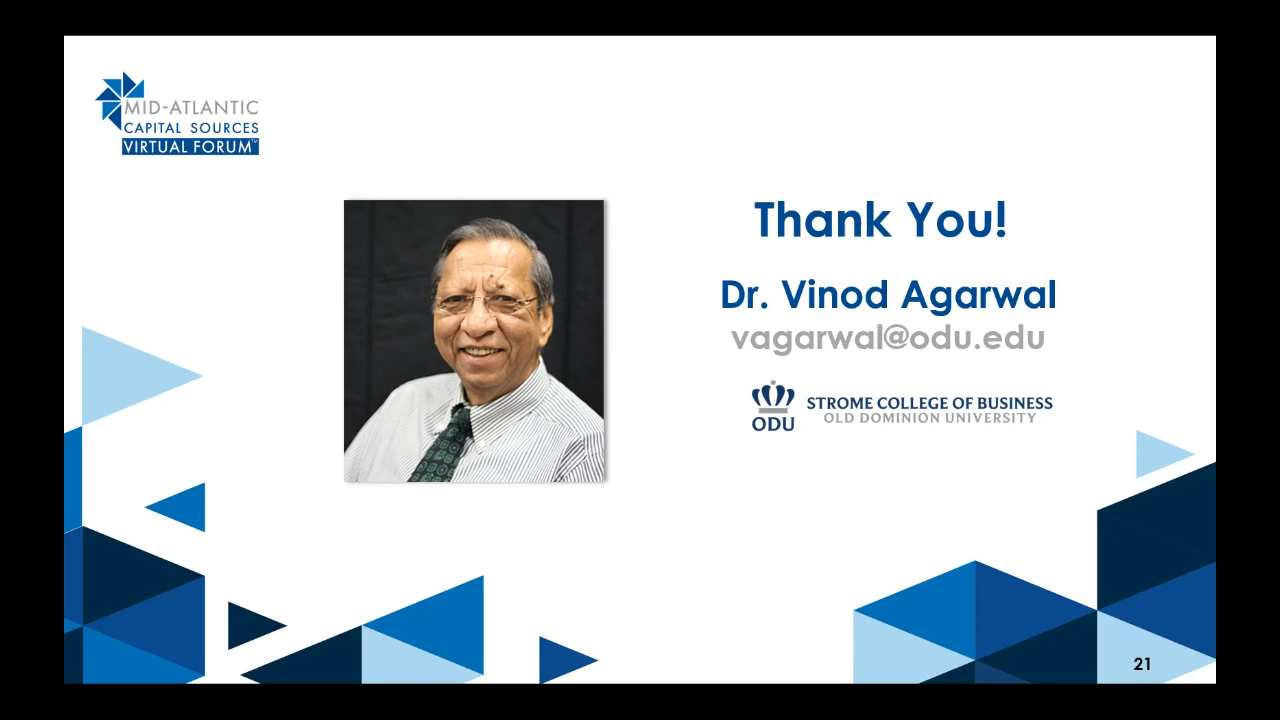 MID-ATLANTIC
CAPITAL SOURCES
VIRTUAL FORUM™
Thank You!
Dr. Vinod Agarwal
vagarwal@odu.edu
ODU
STROME COLLEGE OF BUSINESS
OLD DOMINION UNIVERSITY
21